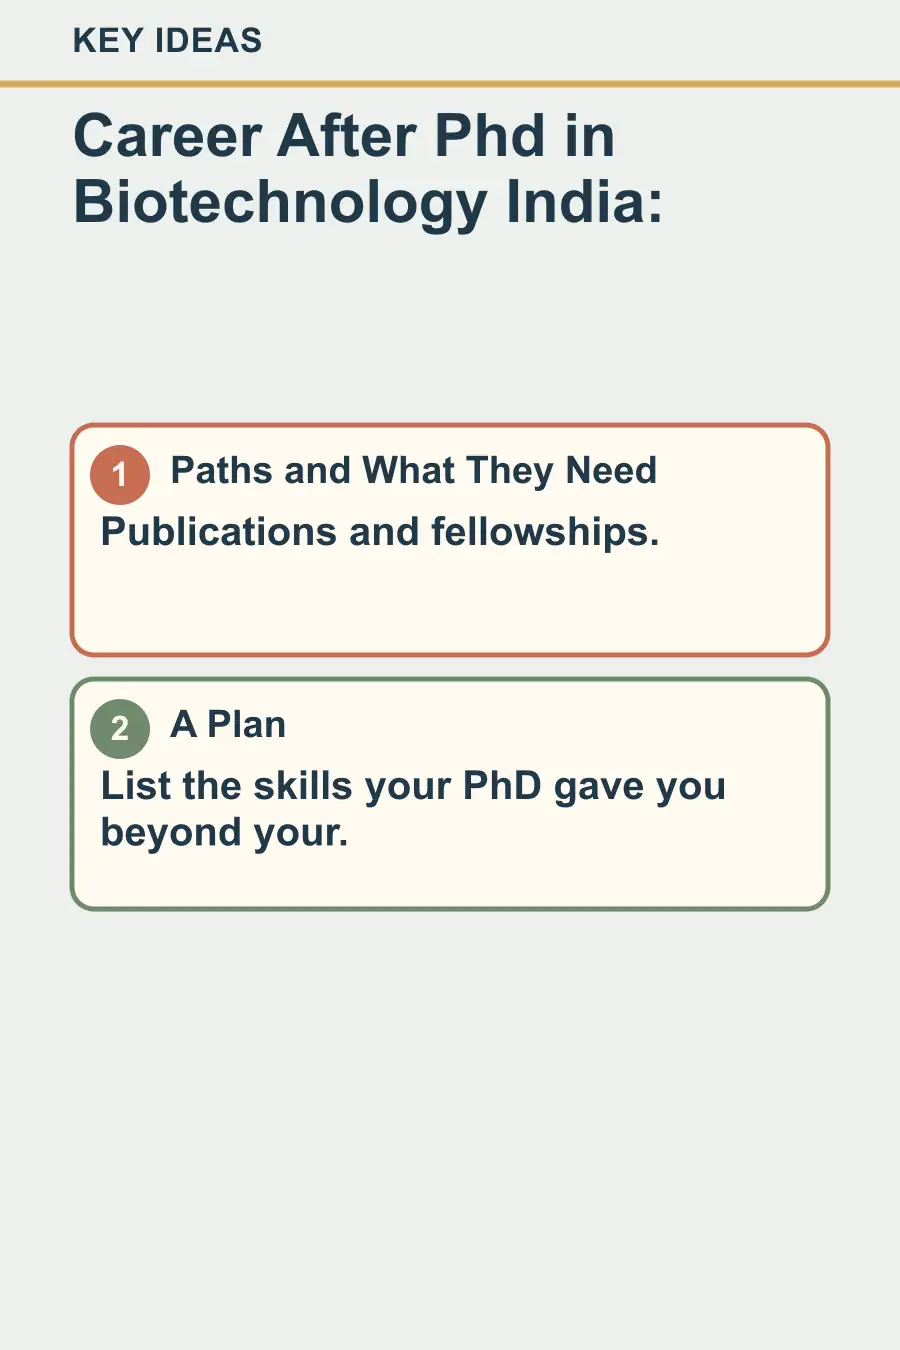 KEY IDEAS
Career After Phd in
Biotechnology India:
1 Paths and What They Need
Publications and fellowships.
2 A Plan
List the skills your PhD gave you
beyond your.